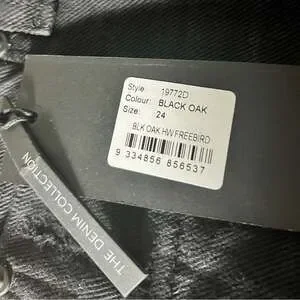 Style: 19772D
Colour: BLACK OAK
Size: 24
BLK OAK HW FREEBIRD
9 334856 856537
THE DENIM COLLECTION